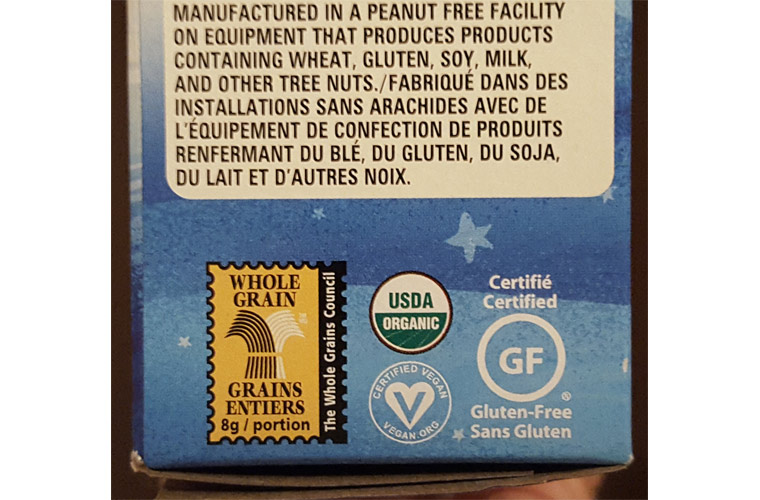 MANUFACTURED IN A PEANUT FREE FACILITY
ON EQUIPMENT THAT PRODUCES PRODUCTS
CONTAINING WHEAT, GLUTEN, SOY, MILK,
AND OTHER TREE NUTS./FABRIQUÉ DANS DES
INSTALLATIONS SANS ARACHIDES AVEC DE
L'ÉQUIPEMENT DE CONFECTION DE PRODUITS
RENFERMANT DU BLÉ, DU GLUTEN, DU SOJA,
DU LAIT ET D'AUTRES NOIX.
WHOLE
GRAIN
GRAINS
ENTIERS
8g / portion
The Whole Grains Council
USDA
ORGANIC
CERTIFIED VEGAN
V
VEGAN.ORG
Certifié
Certified
GF
®
Gluten-Free
Sans Gluten